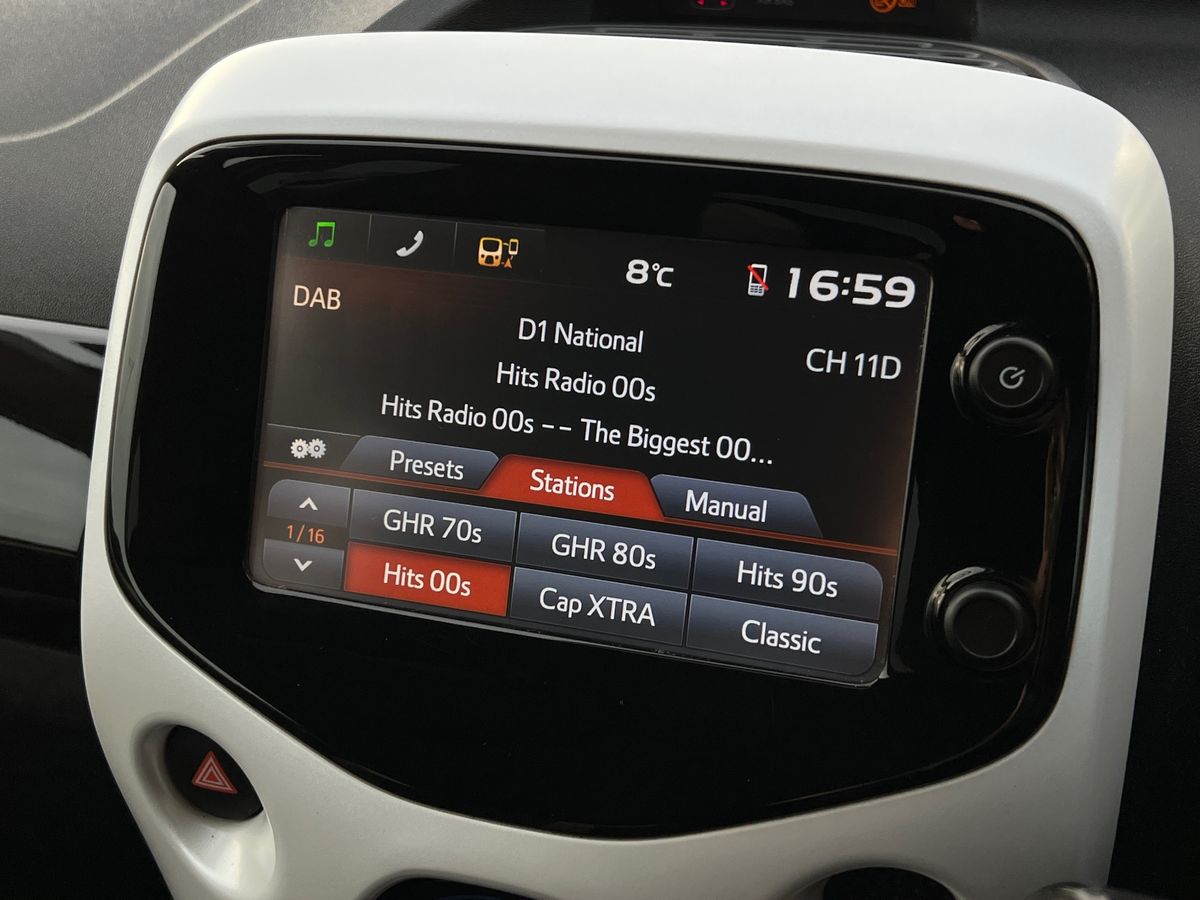 8°C
16:59
DAB
D1 National
CH 11D
Hits Radio 00s
Hits Radio 00s -- The Biggest 00...
Presets
Stations
Manual
1/16
GHR 70s
GHR 80s
Hits 90s
Hits 00s
Cap XTRA
Classic